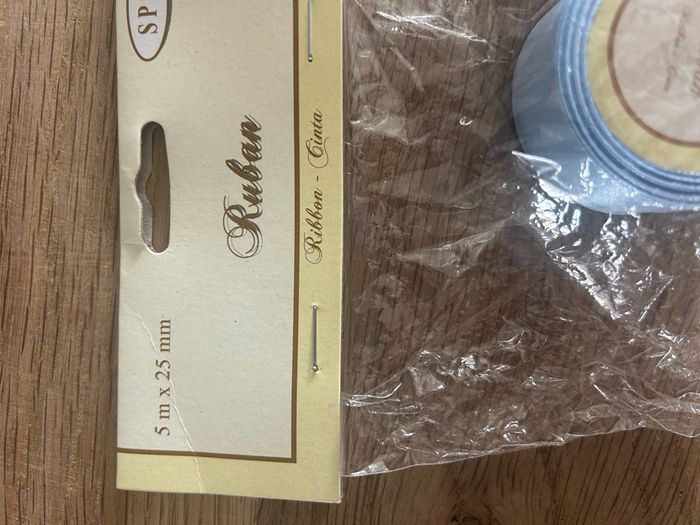 SP
Ruban
Ribbon - Cinta
5 m x 25 mm